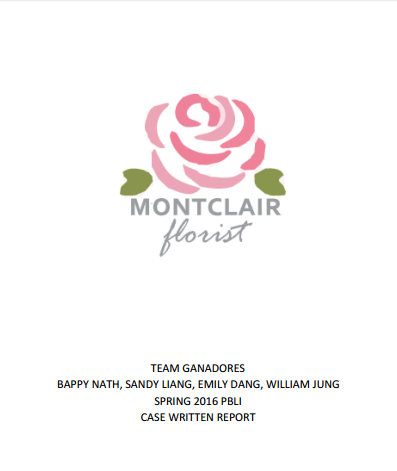 MONTCLAIR
florist
TEAM GANADORES
BAPPY NATH, SANDY LIANG, EMILY DANG, WILLIAM JUNG
SPRING 2016 PBLI
CASE WRITTEN REPORT